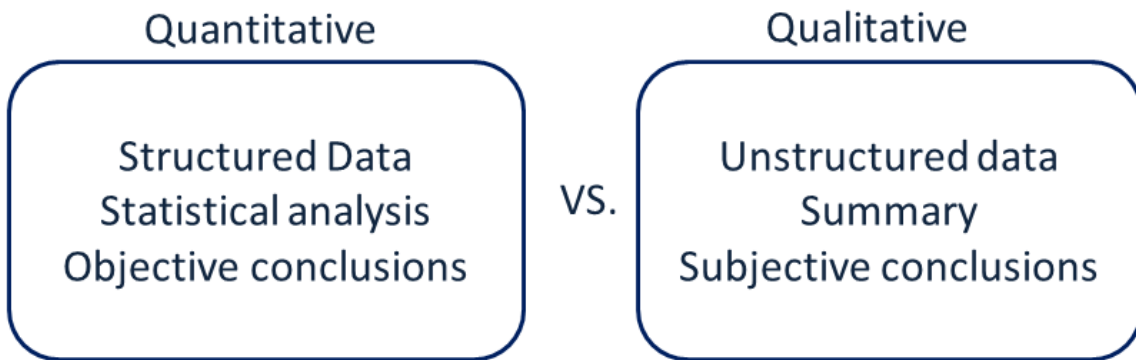 Quantitative
Structured Data
Statistical analysis
Objective conclusions
VS.
Qualitative
Unstructured data
Summary
Subjective conclusions